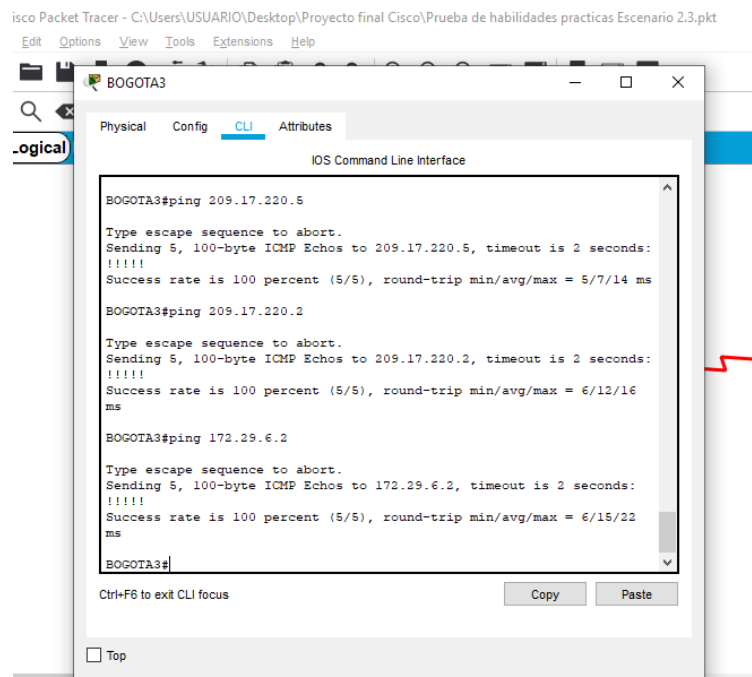 isco Packet Tracer - C:\Users\USUARIO\Desktop\Proyecto final Cisco\Prueba de habilidades practicas Escenario 2.3.pkt
Edit Options View Tools Extensions Help
BOGOTA3
Physical Config CLI Attributes
Logical
IOS Command Line Interface
BOGOTA3#ping 209.17.220.5
Type escape sequence to abort.
Sending 5, 100-byte ICMP Echos to 209.17.220.5, timeout is 2 seconds:
!!!!!
Success rate is 100 percent (5/5), round-trip min/avg/max = 5/7/14 ms
BOGOTA3#ping 209.17.220.2
Type escape sequence to abort.
Sending 5, 100-byte ICMP Echos to 209.17.220.2, timeout is 2 seconds:
!!!!!
Success rate is 100 percent (5/5), round-trip min/avg/max = 6/12/16
ms
BOGOTA3#ping 172.29.6.2
Type escape sequence to abort.
Sending 5, 100-byte ICMP Echos to 172.29.6.2, timeout is 2 seconds:
!!!!!
Success rate is 100 percent (5/5), round-trip min/avg/max = 6/15/22
ms
BOGOTA3#
Ctrl+F6 to exit CLI focus
Copy Paste
Top